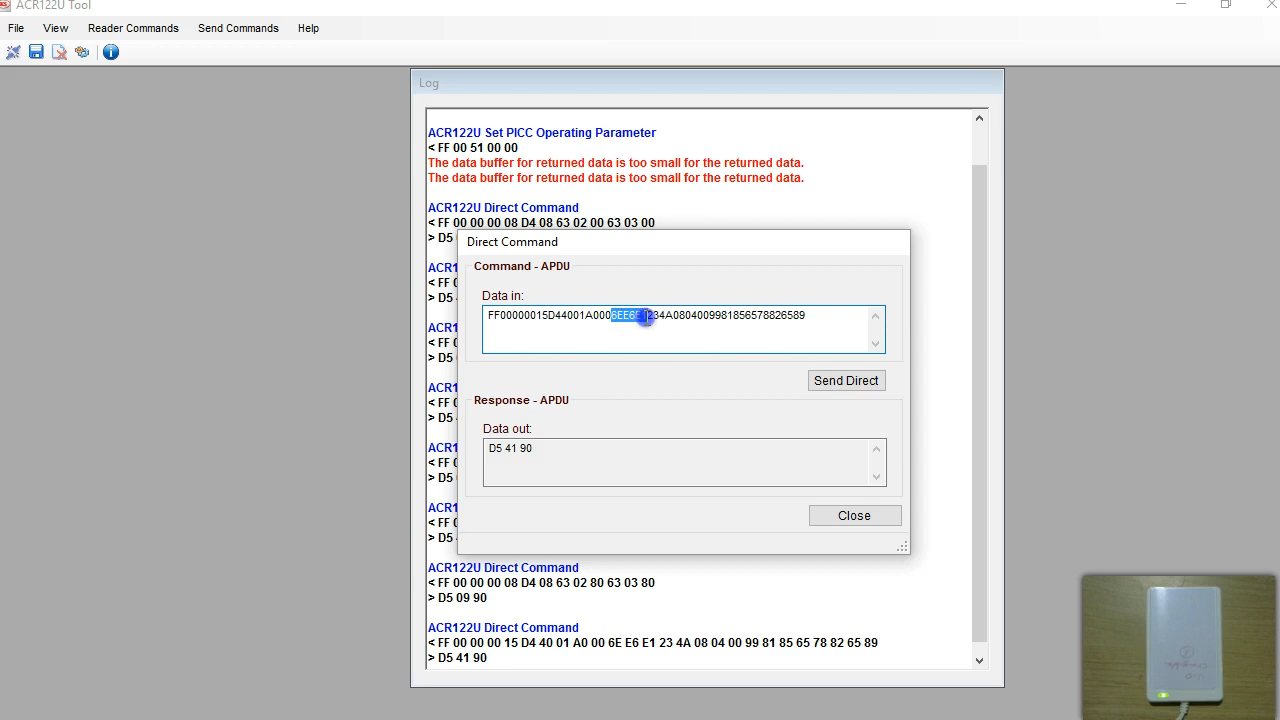 ACR122U Tool
File View Reader Commands Send Commands Help
Log
ACR122U Set PICC Operating Parameter
< FF 00 51 00 00
The data buffer for returned data is too small for the returned data.
The data buffer for returned data is too small for the returned data.
ACR122U Direct Command
< FF 00 00 00 08 D4 08 63 02 00 63 03 00
> D5
ACR1
< FF 0
> D5
ACR1
< FF 0
> D5
ACR1
< FF 0
> D5
ACR1
< FF 0
> D5
ACR1
< FF 0
> D5
Direct Command
Command - APDU
Data in:
Send Direct
Response - APDU
Data out:
D5 41 90
Close
ACR122U Direct Command
< FF 00 00 00 08 D4 08 63 02 80 63 03 80
> D5 09 90
ACR122U Direct Command
< FF 00 00 00 15 D4 40 01 A0 00 6E E6 E1 23 4A 08 04 00 99 81 85 65 78 82 65 89
> D5 41 90